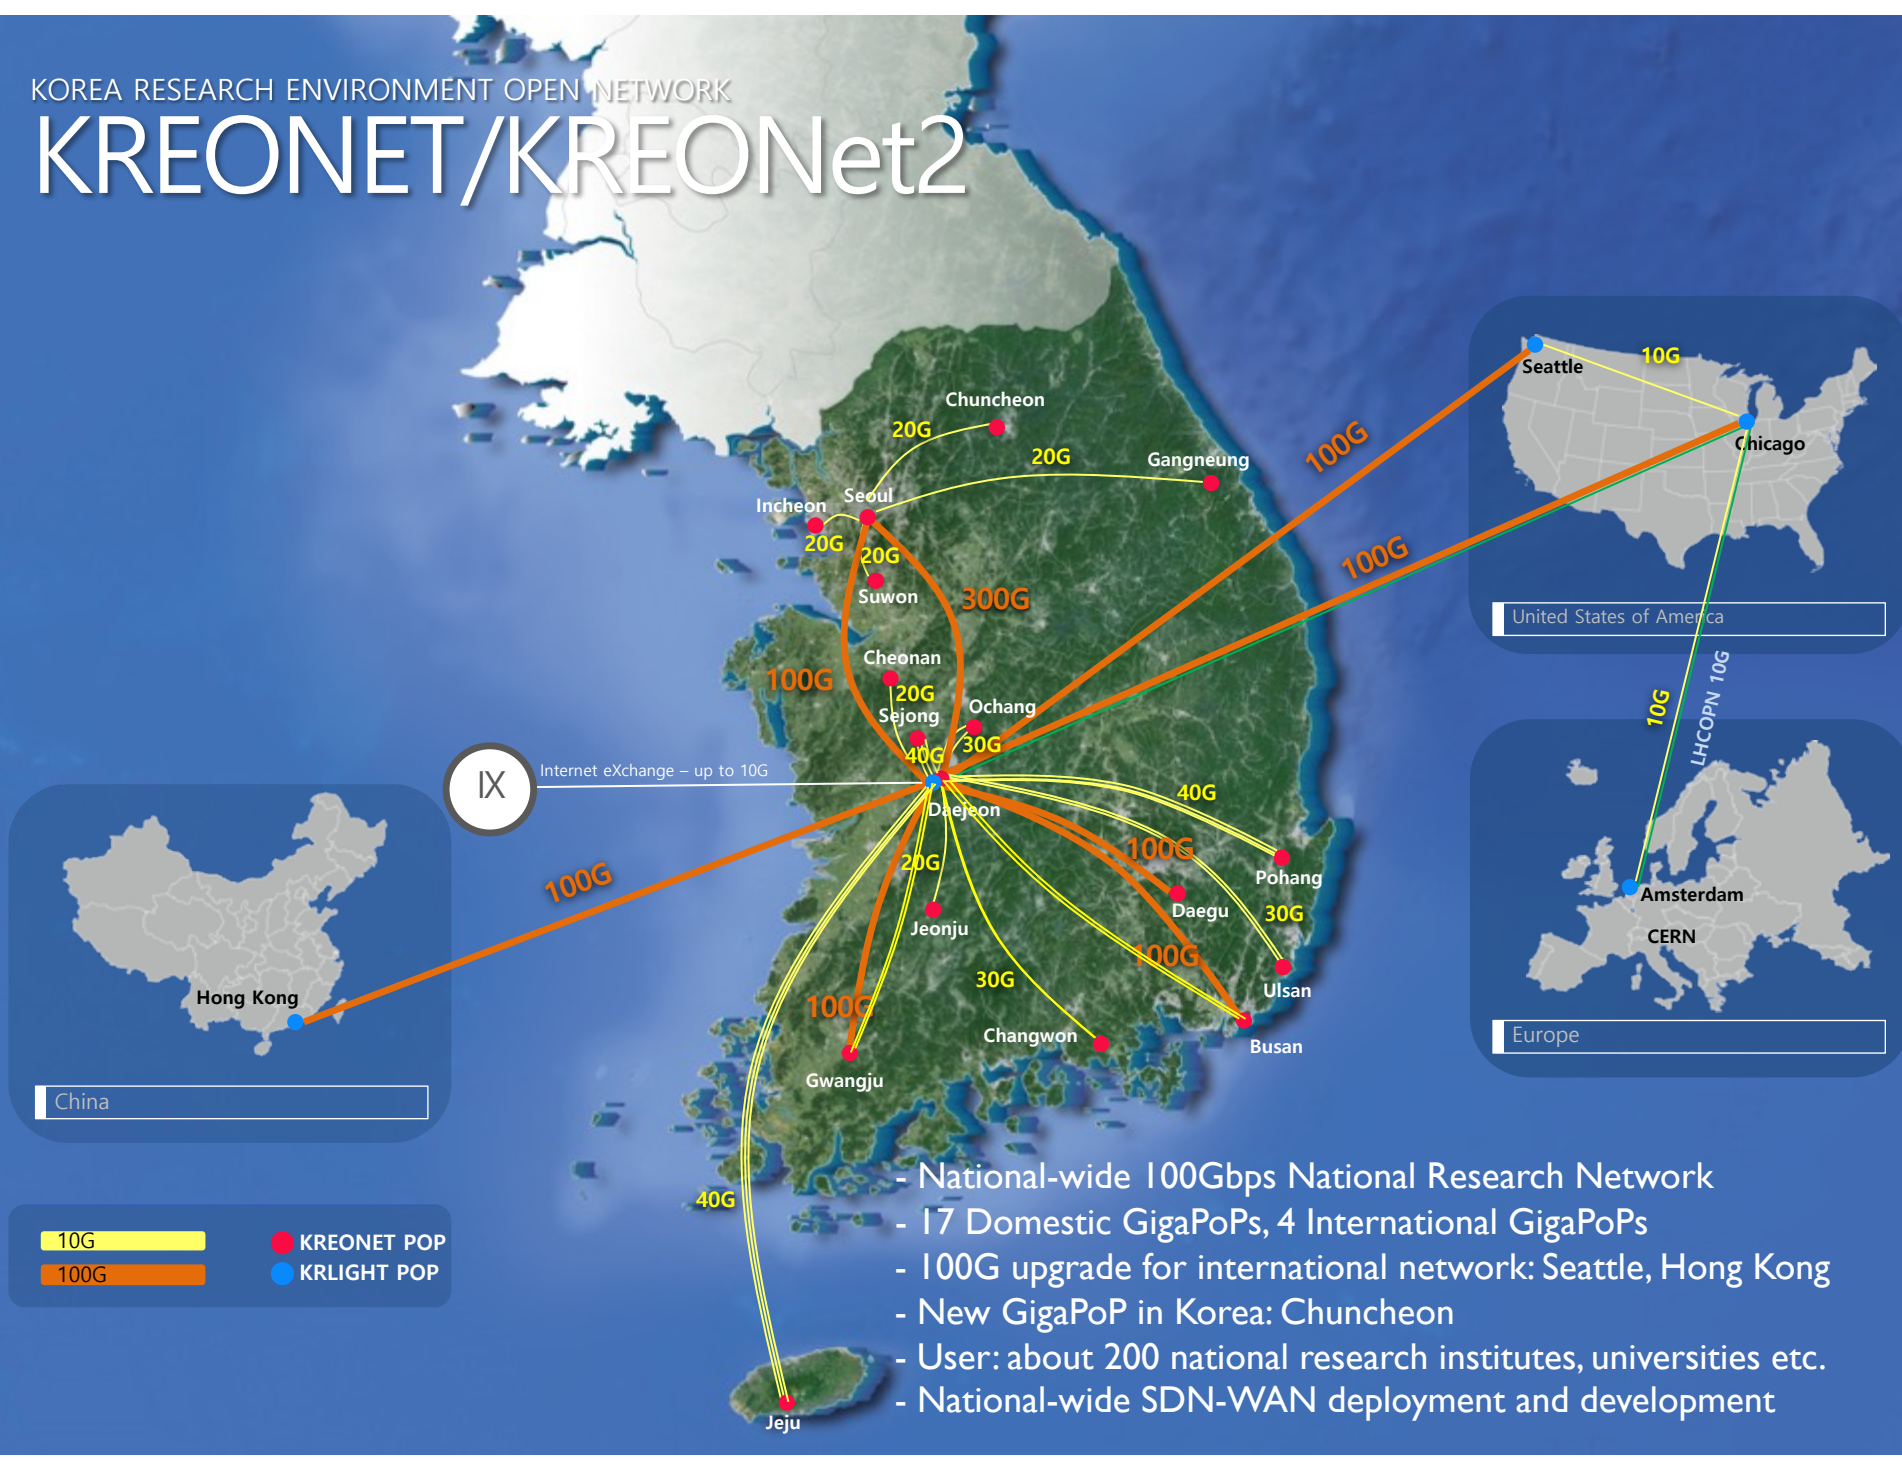 KOREA RESEARCH ENVIRONMENT OPEN NETWORK
KREONET/KREONet2
Chuncheon
20G
20G
Gangneung
Incheon
Seoul
20G
20G
Suwon
300G
100G
Cheonan
20G
Sejong
Ochang
30G
40G
Daejeon
IX
Internet eXchange – up to 10G
100G
100G
100G
Seattle
10G
Chicago
United States of America
10G
LHCOPN 10G
Amsterdam
CERN
Europe
Hong Kong
China
40G
100G
Pohang
Daegu
30G
20G
Jeonju
100G
Ulsan
30G
100G
Changwon
Busan
Gwangju
40G
Jeju
10G
100G
KREONET POP
KRLIGHT POP
- National-wide 100Gbps National Research Network
- 17 Domestic GigaPoPs, 4 International GigaPoPs
- 100G upgrade for international network: Seattle, Hong Kong
- New GigaPoP in Korea: Chuncheon
- User: about 200 national research institutes, universities etc.
- National-wide SDN-WAN deployment and development